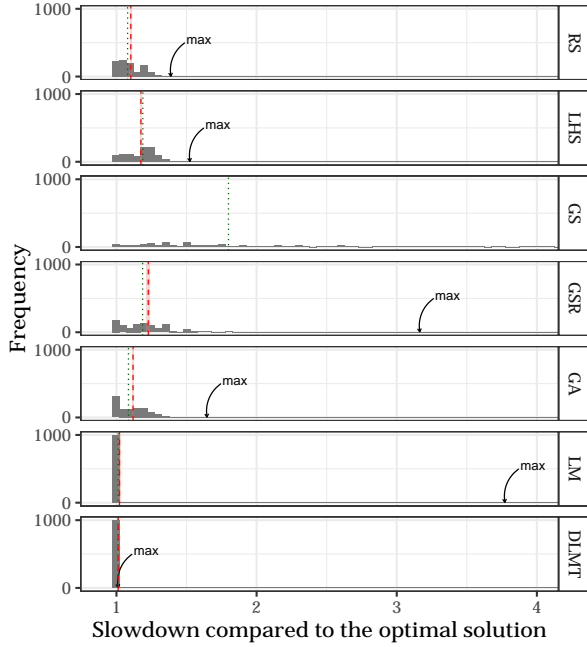 1000
0
max
RS
1000
0
max
LHS
1000
0
GS
1000
0
max
GSR
1000
0
max
GA
1000
0
max
LM
1000
0
max
DLMT
Frequency
1 2 3 4
Slowdown compared to the optimal solution